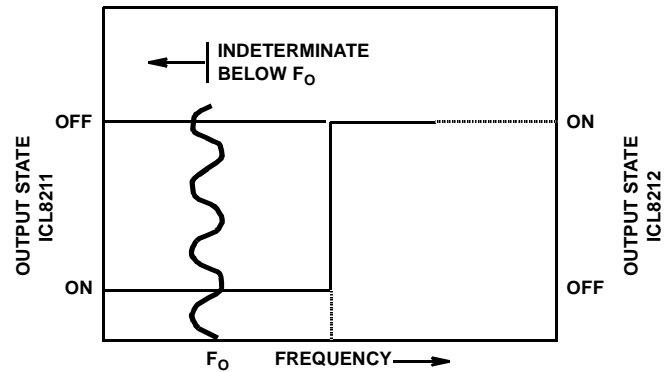 INDETERMINATE
BELOW FO
OFF
ON
OUTPUT STATE
ICL8211
OUTPUT STATE
ICL8212
ON
OFF
FO
FREQUENCY